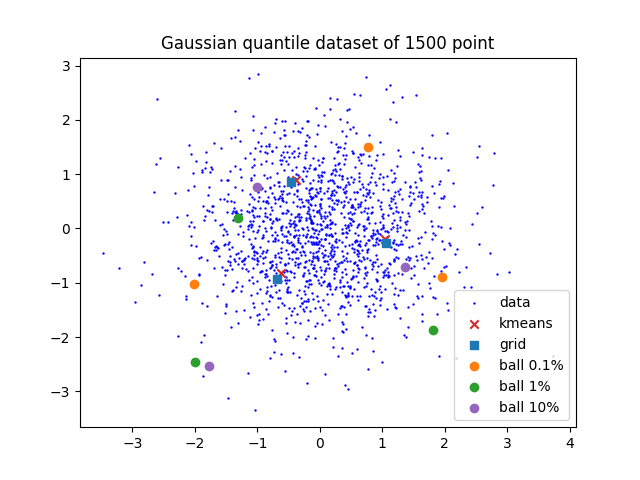 Gaussian quantile dataset of 1500 point
3
2
1
0
−1
−2
−3
data
kmeans
grid
ball 0.1%
ball 1%
ball 10%
−3 −2 −1 0 1 2 3 4